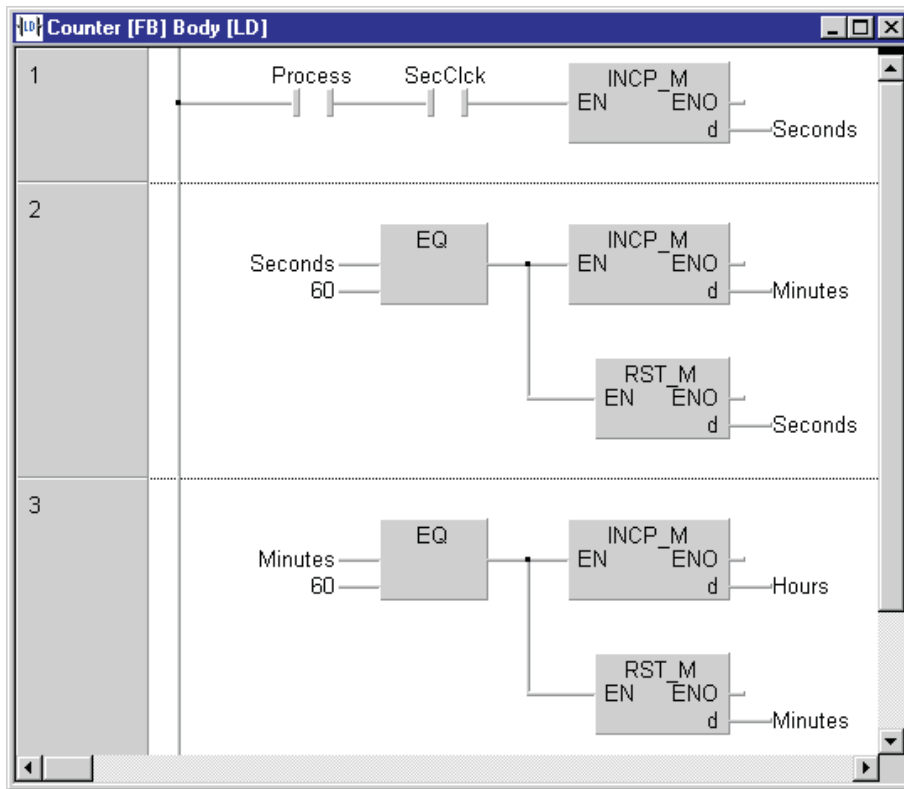 Counter [FB] Body [LD]
1
Process SecClck
INCP_M
EN ENO
d Seconds
2
EQ
Seconds
60
INCP_M
EN ENO
d Minutes
RST_M
EN ENO
d Seconds
3
EQ
Minutes
60
INCP_M
EN ENO
d Hours
RST_M
EN ENO
d Minutes